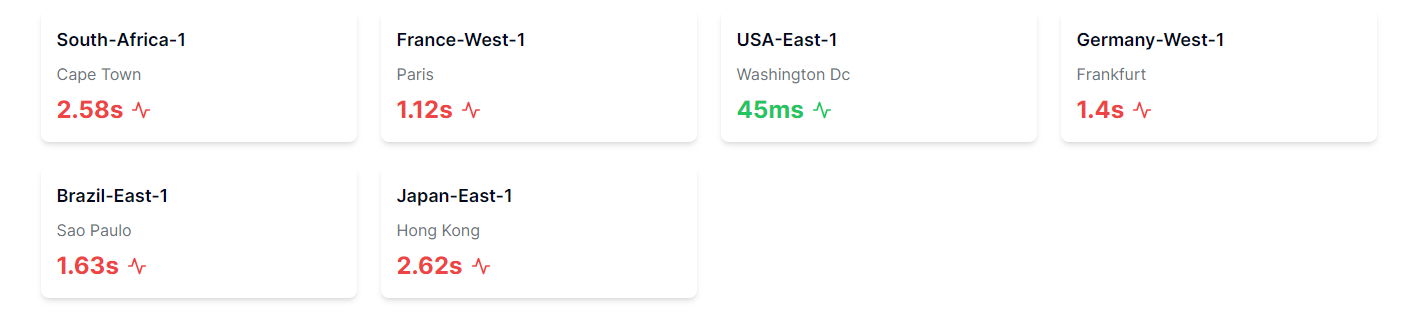 South-Africa-1
Cape Town
2.58s
France-West-1
Paris
1.12s
USA-East-1
Washington Dc
45ms
Germany-West-1
Frankfurt
1.4s
Brazil-East-1
Sao Paulo
1.63s
Japan-East-1
Hong Kong
2.62s